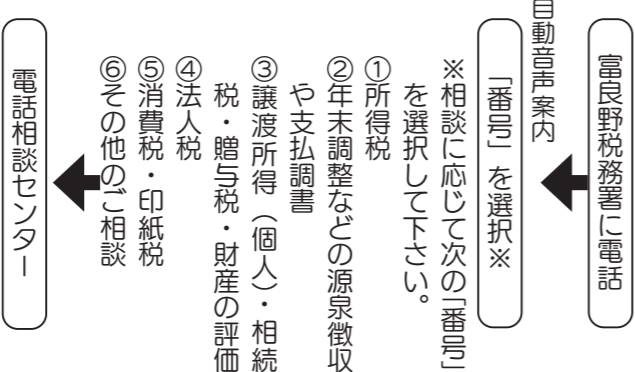 富良野税務署に電話
自動音声案内
「番号」を選択※
※相談に応じて次の「番号」
を選択して下さい。
①所得税
②年末調整などの源泉徴収
や支払調書
③譲渡所得（個人）・相続
税・贈与税・財産の評価
④法人税
⑤消費税・印紙税
⑥その他のご相談
電話相談センター